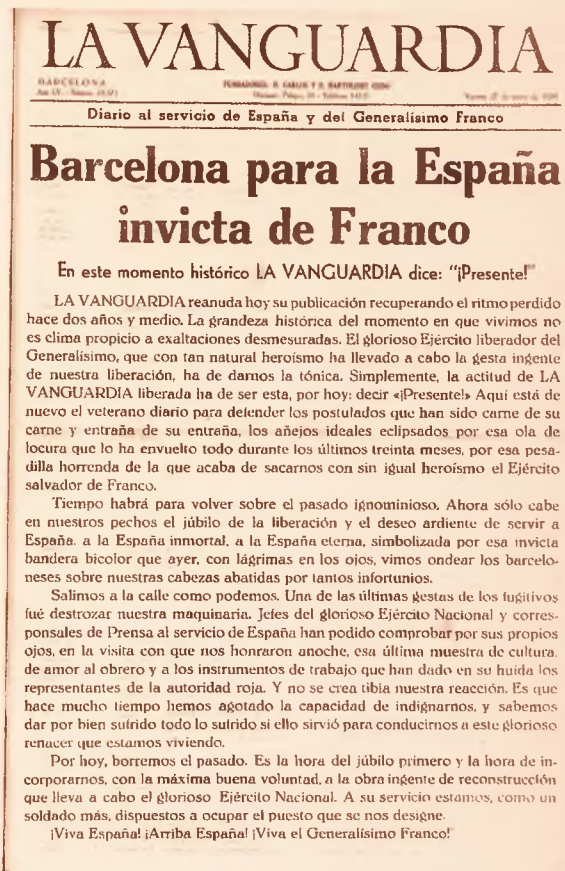 LA VANGUARDIA
BARCELONA
FUNDADORES: D. CARLOS Y D. BARTOLOMÉ GODÓ
Diario al servicio de España y del Generalísimo Franco
Barcelona para la España
invicta de Franco
En este momento histórico LA VANGUARDIA dice: "¡Presente!"
LA VANGUARDIA reanuda hoy su publicación recuperando el ritmo perdido
hace dos años y medio. La grandeza histórica del momento en que vivimos no
es clima propicio a exaltaciones desmesuradas. El glorioso Ejército liberador del
Generalísimo, que con tan natural heroísmo ha llevado a cabo la gesta ingente
de nuestra liberación, ha de darnos la tónica. Simplemente, la actitud de LA
VANGUARDIA liberada ha de ser esta, por hoy: decir «¡Presente!» Aquí está de
nuevo el veterano diario para defender los postulados que han sido carne de su
carne y entraña de su entraña, los añejos ideales eclipsados por esa ola de
locura que lo ha envuelto todo durante los últimos treinta meses, por esa pesa-
dilla horrenda de la que acaba de sacarnos con sin igual heroísmo el Ejército
salvador de Franco.
Tiempo habrá para volver sobre el pasado ignominioso. Ahora sólo cabe
en nuestros pechos el júbilo de la liberación y el deseo ardiente de servir a
España, a la España inmortal, a la España eterna, simbolizada por esa invicta
bandera bicolor que ayer, con lágrimas en los ojos, vimos ondear los barcelo-
neses sobre nuestras cabezas abatidas por tantos infortunios.
Salimos a la calle como podemos. Una de las últimas gestas de los fugitivos
fué destrozar nuestra maquinaria. Jefes del glorioso Ejército Nacional y corres-
ponsales de Prensa al servicio de España han podido comprobar por sus propios
ojos, en la visita con que nos honraron anoche, esa última muestra de cultura,
de amor al obrero y a los instrumentos de trabajo que han dado en su huída los
representantes de la autoridad roja. Y no se crea tibia nuestra reacción. Es que
hace mucho tiempo hemos agotado la capacidad de indignarnos, y sabemos
dar por bien sufrido todo lo sufrido si ello sirvió para conducirnos a este glorioso
renacer que estamos viviendo.
Por hoy, borremos el pasado. Es la hora del júbilo primero y la hora de in-
corporarnos, con la máxima buena voluntad, a la obra ingente de reconstrucción
que lleva a cabo el glorioso Ejército Nacional. A su servicio estamos, como un
soldado más, dispuestos a ocupar el puesto que se nos designe.
¡Viva España! ¡Arriba España! ¡Viva el Generalísimo Franco!